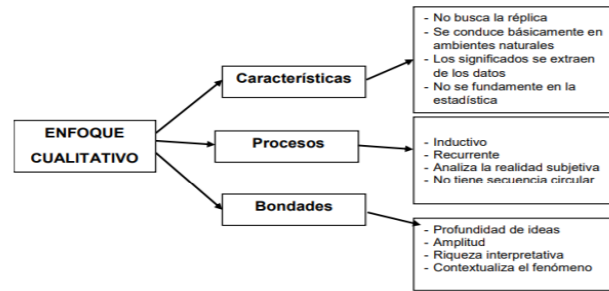 - No busca la réplica
- Se conduce básicamente en
ambientes naturales
- Los significados se extraen
de los datos
- No se fundamente en la
estadística
Características
ENFOQUE
CUALITATIVO
Procesos
- Inductivo
- Recurrente
- Analiza la realidad subjetiva
- No tiene secuencia circular
Bondades
- Profundidad de ideas
- Amplitud
- Riqueza interpretativa
- Contextualiza el fenómeno